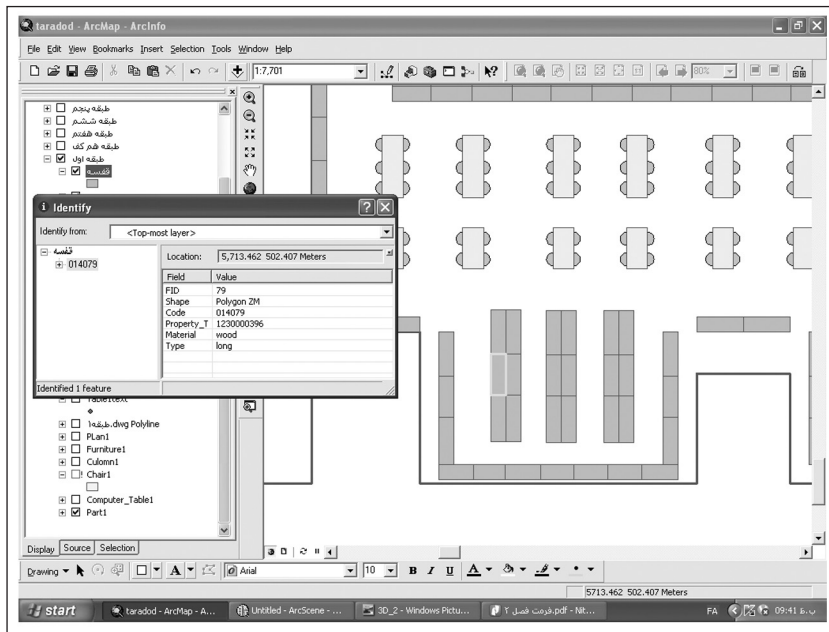 taradod - ArcMap - ArcInfo
File Edit View Bookmarks Insert Selection Tools Window Help
1:7,701
80%
طبقه پنجم
طبقه ششم
طبقه هفتم
طبقه هم کف
طبقه اول
قفسه
Identify
Identify from: <Top-most layer>
قفسه
014079
Location: 5,713.462 502.407 Meters
Field Value
FID 79
Shape Polygon ZM
Code 014079
Property_T 1230000396
Material wood
Type long
Identified 1 feature
Table1text
طبقه۱.dwg Polyline
PLan1
Furniture1
Culomn1
Chair1
Computer_Table1
Part1
Display Source Selection
Drawing Arial 10 B I U A
5713.462 502.407 Meters
start taradod - ArcMap - A... Untitled - ArcScene - ... 3D_2 - Windows Pictu... فرمت فصل ۲.pdf - Nit... FA 09:41 ب.ظ